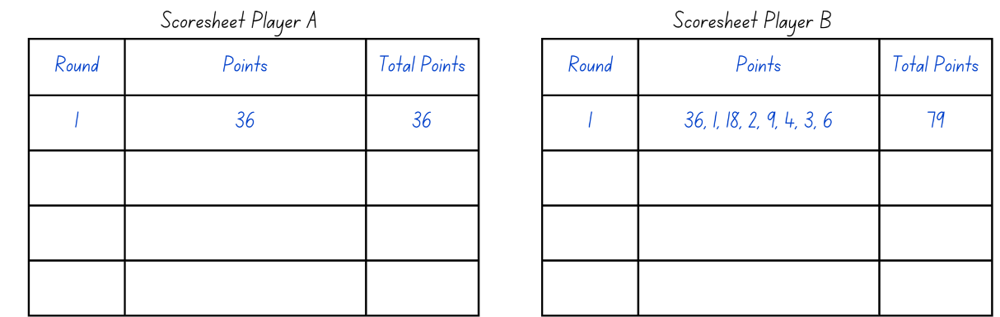 Scoresheet Player A
Round Points Total Points
1 36 36
Scoresheet Player B
Round Points Total Points
1 36, 1, 18, 2, 9, 4, 3, 6 79